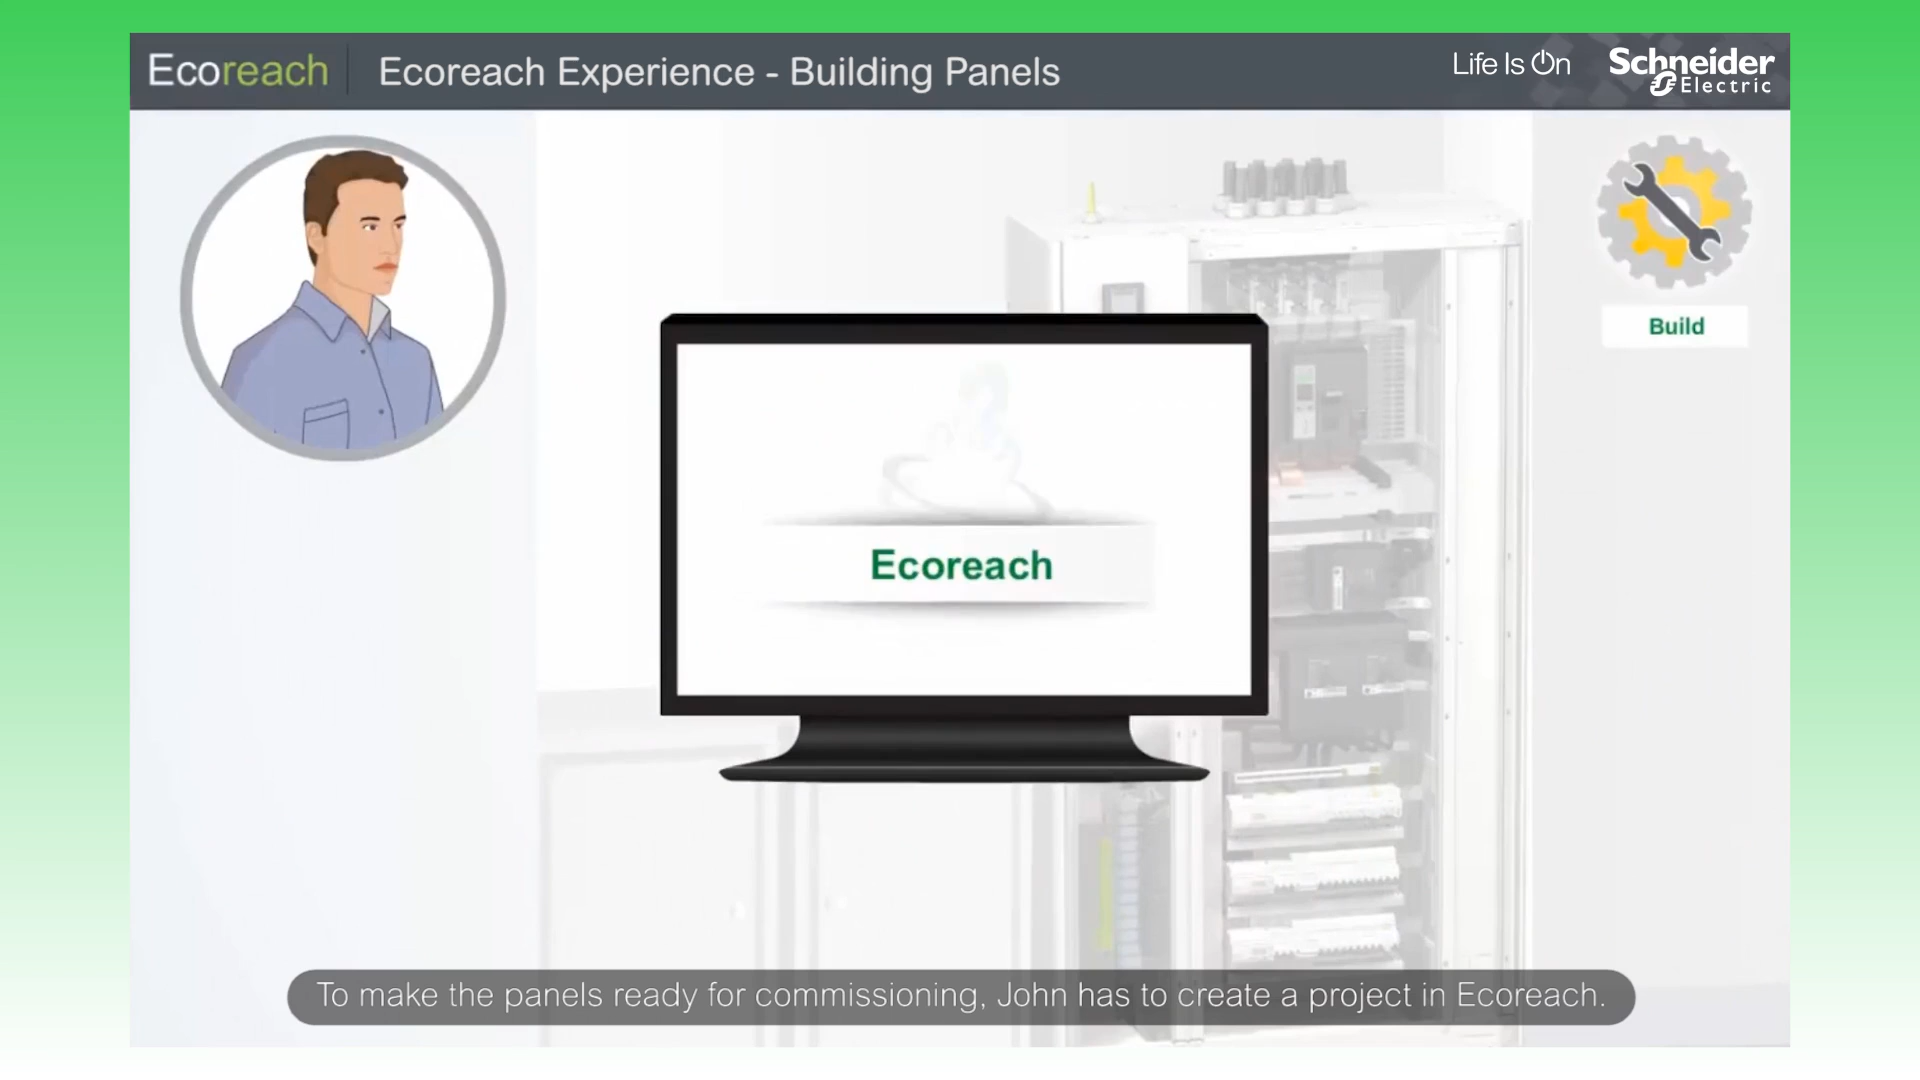 Ecoreach
Ecoreach Experience - Building Panels
Life Is On
Schneider
Electric
Build
Ecoreach
To make the panels ready for commissioning, John has to create a project in Ecoreach.